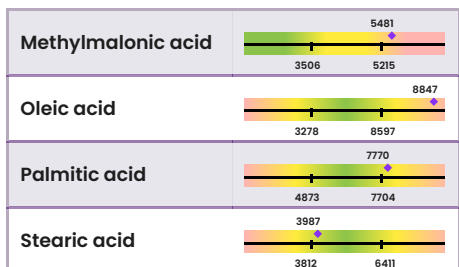 5481
Methylmalonic acid
3506 5215
8847
Oleic acid
3278 8597
7770
Palmitic acid
4873 7704
3987
Stearic acid
3812 6411